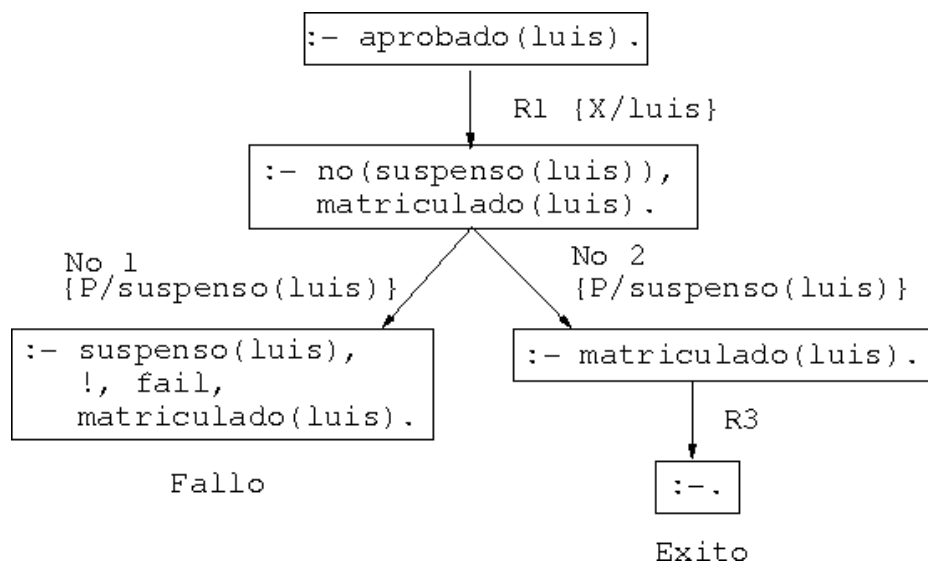 :- aprobado(luis).
R1 {X/luis}
:- no(suspenso(luis)),
matriculado(luis).
No 1
{P/suspenso(luis)}
No 2
{P/suspenso(luis)}
:- suspenso(luis),
!, fail,
matriculado(luis).
Fallo
:- matriculado(luis).
R3
:-.
Exito